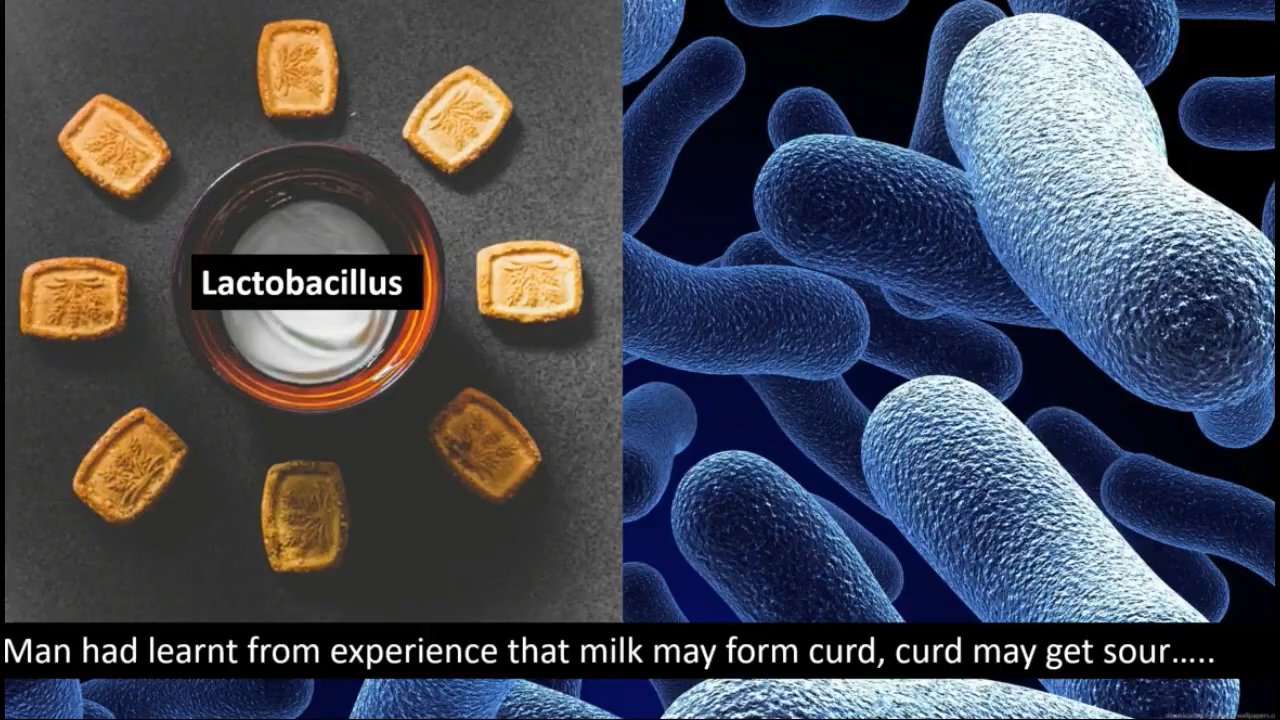 Lactobacillus
Man had learnt from experience that milk may form curd, curd may get sour.....